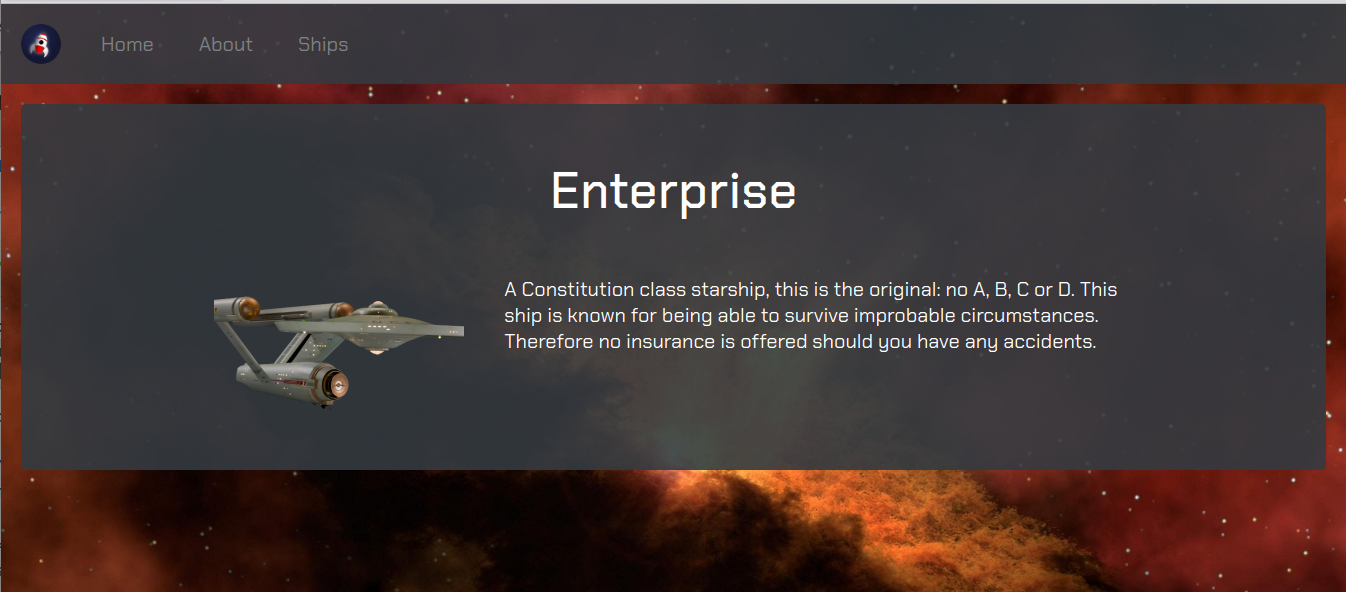 Home About Ships
Enterprise
A Constitution class starship, this is the original: no A, B, C or D. This
ship is known for being able to survive improbable circumstances.
Therefore no insurance is offered should you have any accidents.